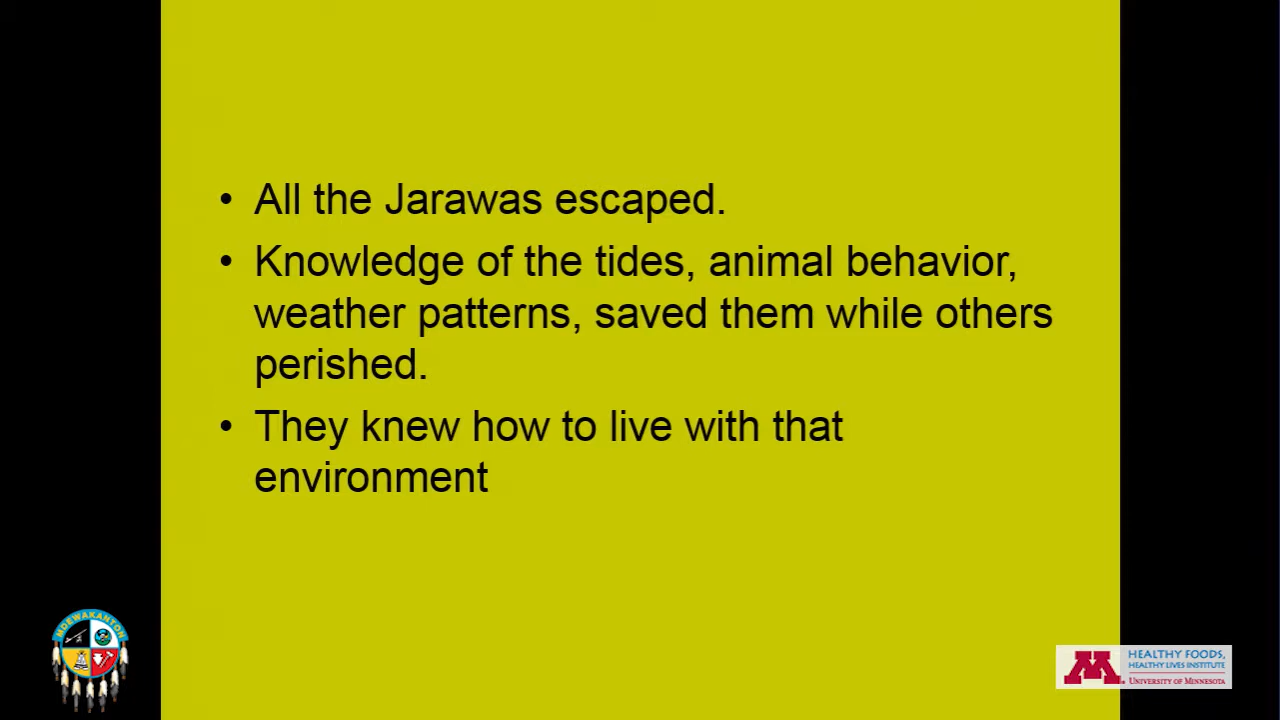 • All the Jarawas escaped.
• Knowledge of the tides, animal behavior,
weather patterns, saved them while others
perished.
• They knew how to live with that
environment
MDEWAKANTON
M.
HEALTHY FOODS,
HEALTHY LIVES INSTITUTE
UNIVERSITY OF MINNESOTA